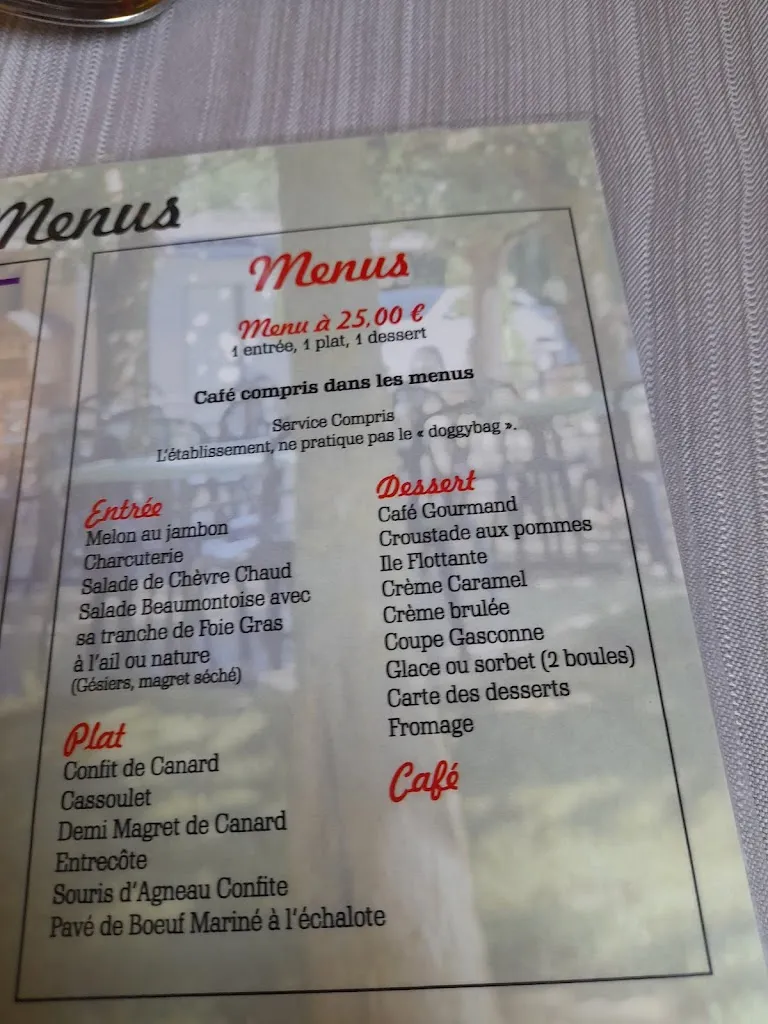 Menus
Menus
Menu à 25,00 €
1 entrée, 1 plat, 1 dessert
Café compris dans les menus
Service Compris
L'établissement, ne pratique pas le « doggybag ».
Entrée
Melon au jambon
Charcuterie
Salade de Chèvre Chaud
Salade Beaumontoise avec
sa tranche de Foie Gras
à l'ail ou nature
(Gésiers, magret séché)
Plat
Confit de Canard
Cassoulet
Demi Magret de Canard
Entrecôte
Souris d'Agneau Confite
Pavé de Boeuf Mariné à l'échalote
Dessert
Café Gourmand
Croustade aux pommes
Ile Flottante
Crème Caramel
Crème brulée
Coupe Gasconne
Glace ou sorbet (2 boules)
Carte des desserts
Fromage
Café